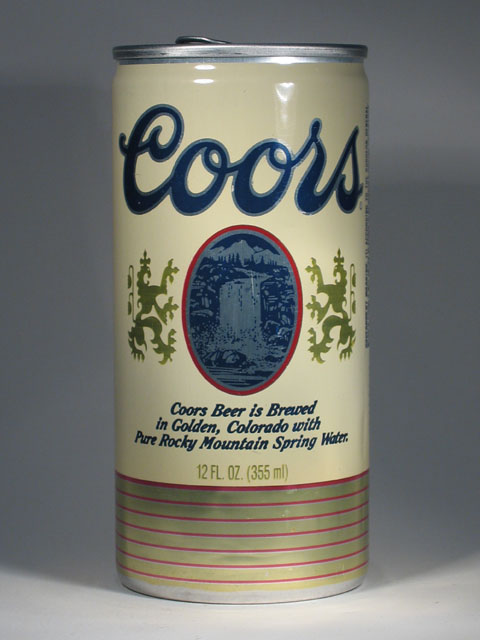 Coors
Coors Beer is Brewed
in Golden, Colorado with
Pure Rocky Mountain Spring Water.
12 FL. OZ. (355 ml)